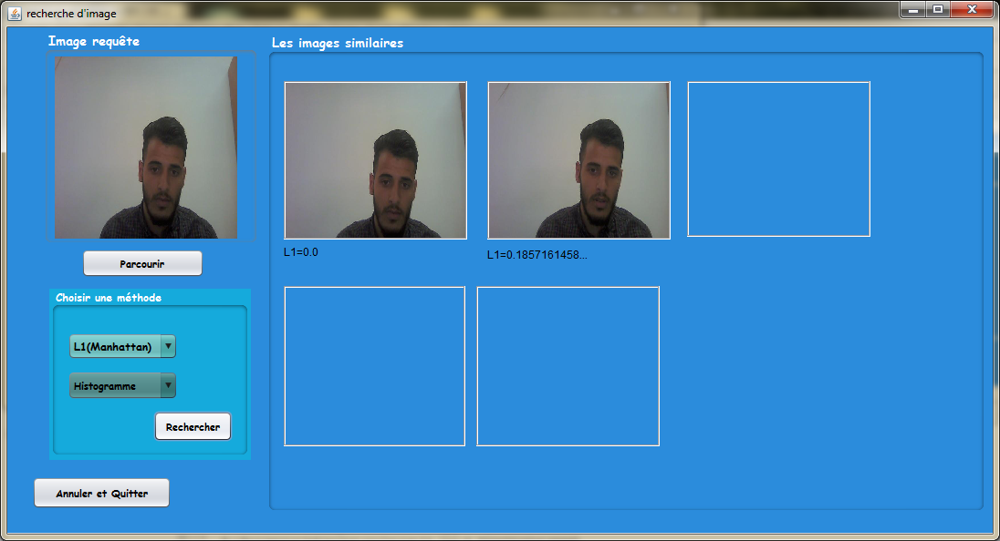 recherche d'image
Image requête
Les images similaires
L1=0.0
L1=0.1857161458...
Parcourir
Choisir une méthode
L1(Manhattan)
Histogramme
Rechercher
Annuler et Quitter